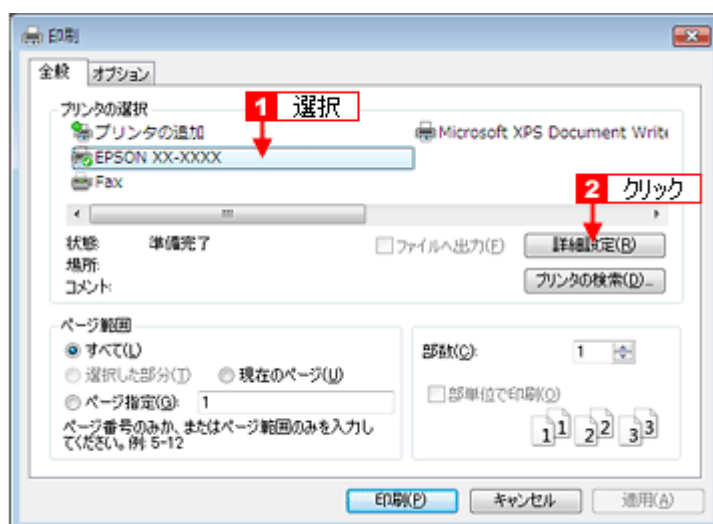 印刷
全般 オプション
プリンタの選択
1 選択
プリンタの追加 Microsoft XPS Document Write
EPSON XX-XXXX
Fax
2 クリック
状態: 準備完了 ファイルへ出力(F) 詳細設定(R)
場所:
コメント: プリンタの検索(D)...
ページ範囲
すべて(L) 部数(C): 1
選択した部分(T) 現在のページ(U)
ページ指定(G): 1 部単位で印刷(O)
ページ番号のみか、またはページ範囲のみを入力し
てください。例: 5-12
11 22 33
印刷(P) キャンセル 適用(A)